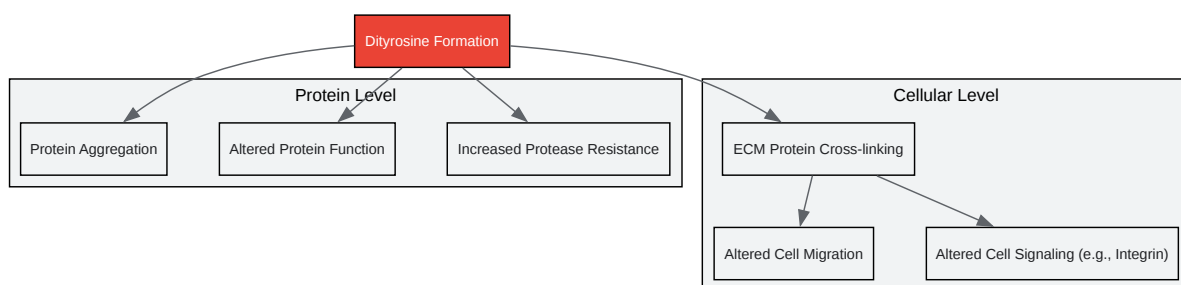 Dityrosine Formation
Protein Level
Cellular Level
Protein Aggregation
Altered Protein Function
Increased Protease Resistance
ECM Protein Cross-linking
Altered Cell Migration
Altered Cell Signaling (e.g., Integrin)